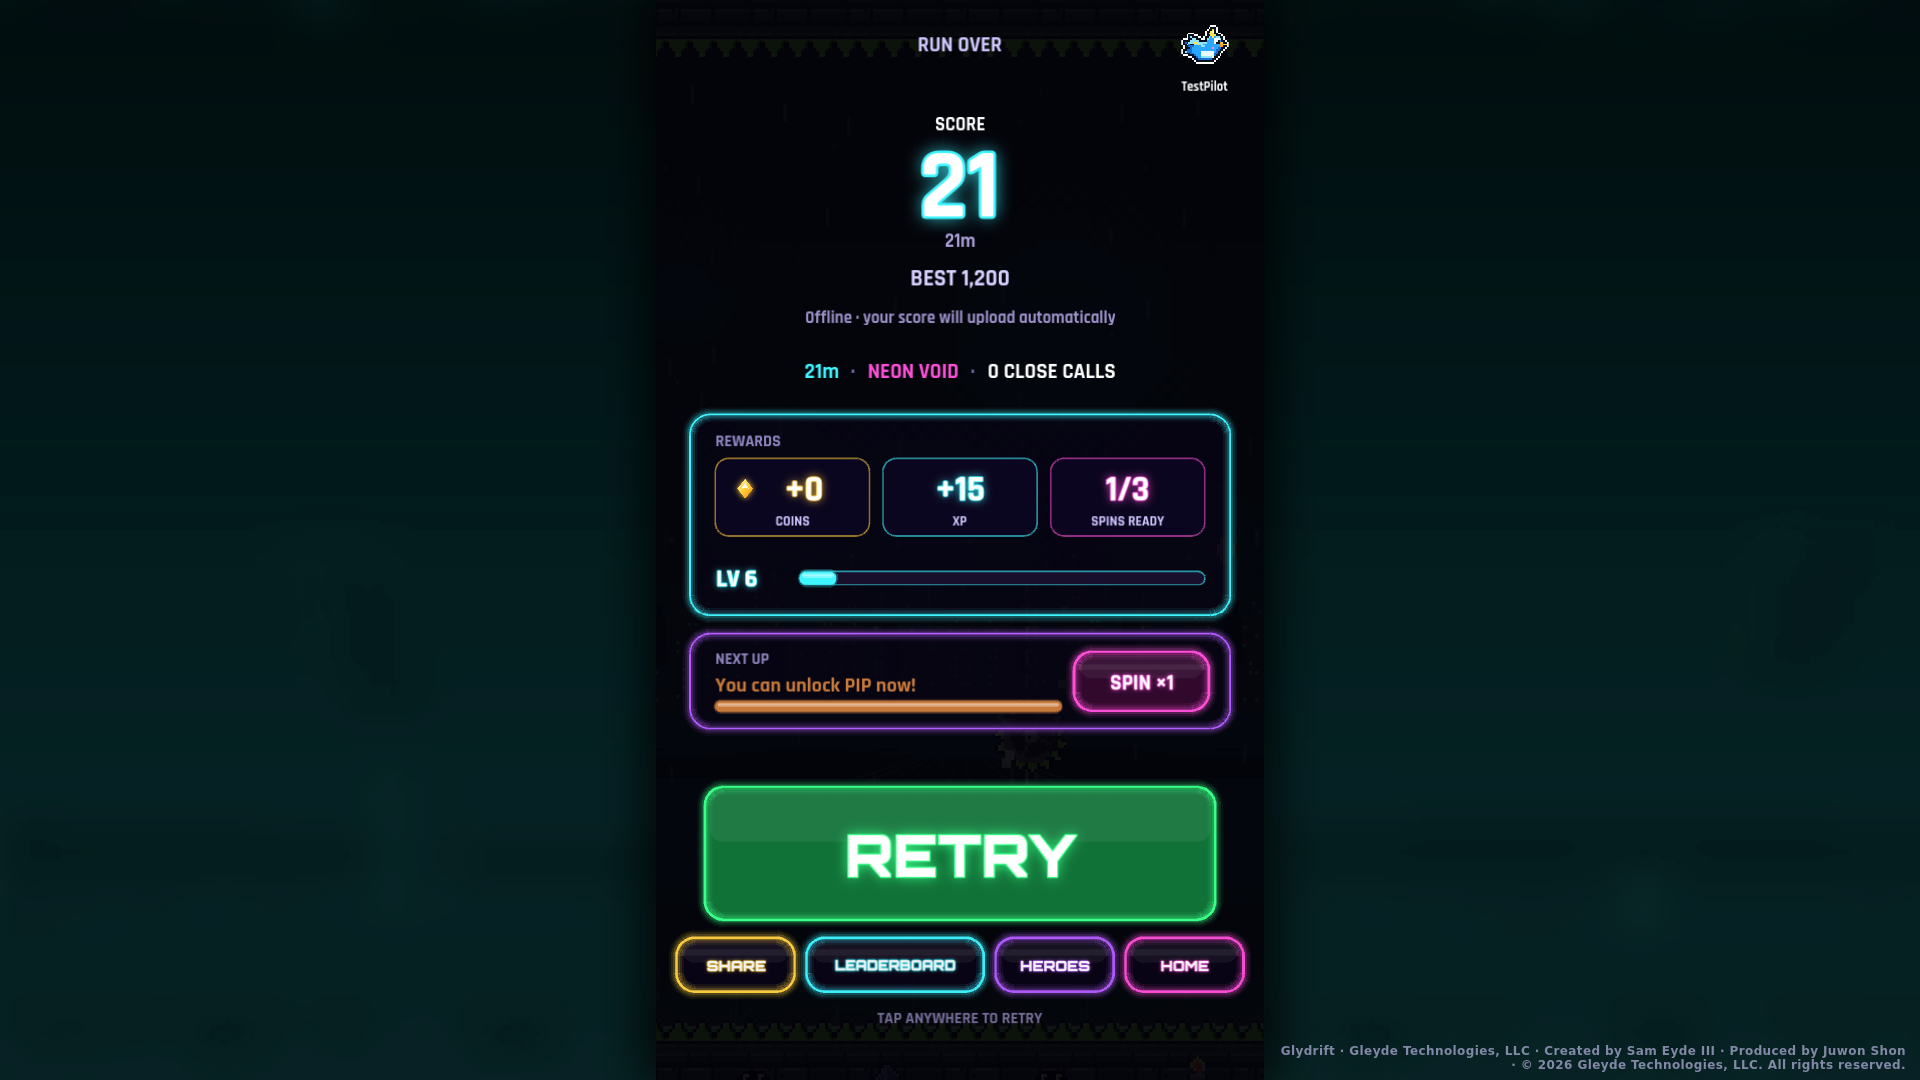 RUN OVER
TestPilot
SCORE
21
21m
BEST 1,200
Offline · your score will upload automatically
21m · NEON VOID · 0 CLOSE CALLS
REWARDS
+0 +15 1/3
COINS XP SPINS READY
LV 6
NEXT UP
You can unlock PIP now!
SPIN ×1
RETRY
SHARE LEADERBOARD HEROES HOME
TAP ANYWHERE TO RETRY
Glydrift · Gleyde Technologies, LLC · Created by Sam Eyde III · Produced by Juwon Shon
· © 2026 Gleyde Technologies, LLC. All rights reserved.